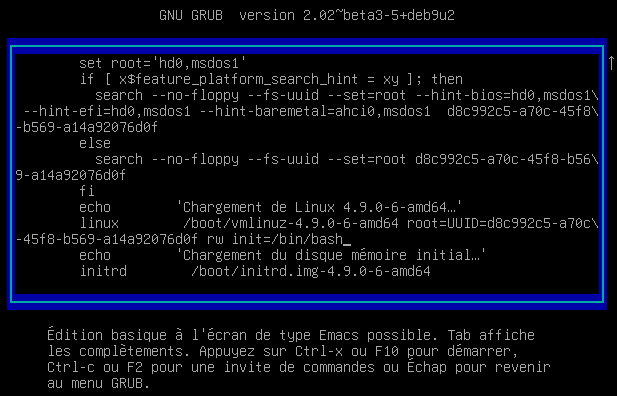 GNU GRUB  version 2.02~beta3-5+deb9u2
set root='hd0,msdos1'
if [ x$feature_platform_search_hint = xy ]; then
search --no-floppy --fs-uuid --set=root --hint-bios=hd0,msdos1\
--hint-efi=hd0,msdos1 --hint-baremetal=ahci0,msdos1  d8c992c5-a70c-45f8\
-b569-a14a92076d0f
else
search --no-floppy --fs-uuid --set=root d8c992c5-a70c-45f8-b56\
9-a14a92076d0f
fi
echo        'Chargement de Linux 4.9.0-6-amd64…'
linux        /boot/vmlinuz-4.9.0-6-amd64 root=UUID=d8c992c5-a70c\
-45f8-b569-a14a92076d0f rw init=/bin/bash_
echo        'Chargement du disque mémoire initial…'
initrd        /boot/initrd.img-4.9.0-6-amd64
Édition basique à l'écran de type Emacs possible. Tab affiche
les complètements. Appuyez sur Ctrl-x ou F10 pour démarrer,
Ctrl-c ou F2 pour une invite de commandes ou Échap pour revenir
au menu GRUB.